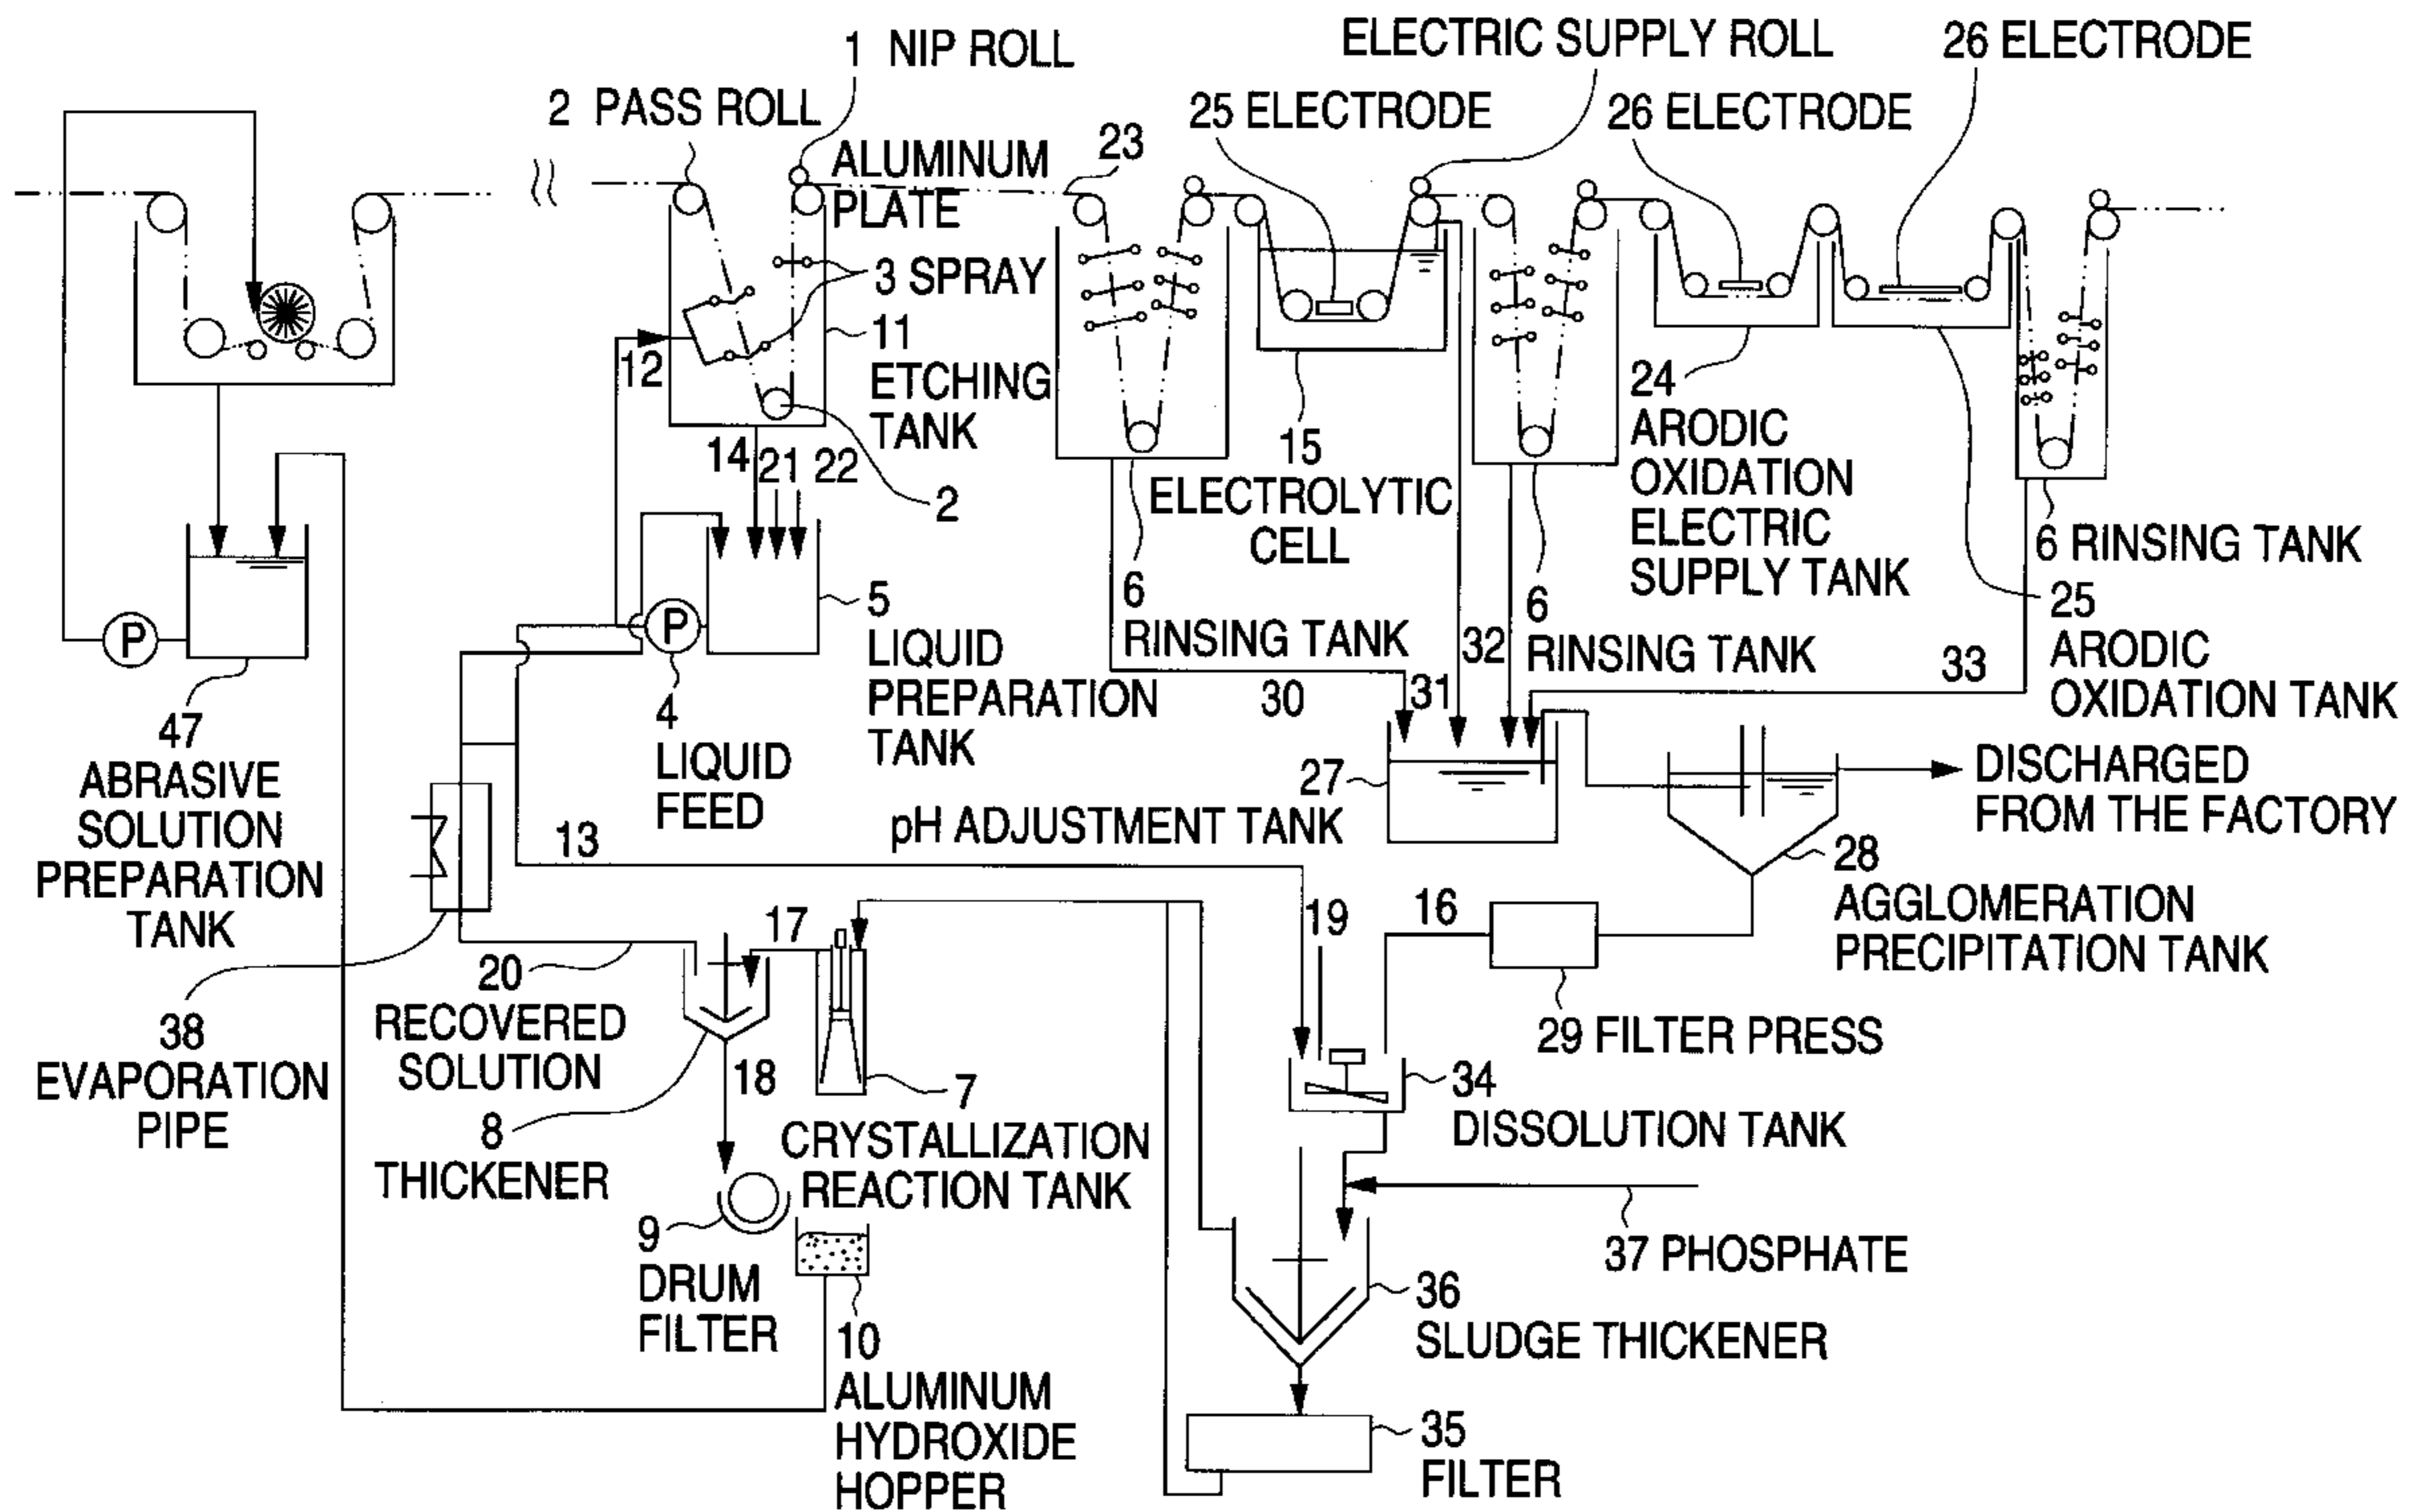 1 NIP ROLL
2 PASS ROLL
ALUMINUM
PLATE
23
ELECTRIC SUPPLY ROLL
25 ELECTRODE
26 ELECTRODE
26 ELECTRODE
3 SPRAY
11
ETCHING
TANK
12
14
21
22
2
15
ELECTROLYTIC
CELL
24
ARODIC
OXIDATION
ELECTRIC
SUPPLY TANK
6 RINSING TANK
25
ARODIC
OXIDATION TANK
6
RINSING TANK
6
RINSING TANK
30
31
32
33
P
47
ABRASIVE
SOLUTION
PREPARATION
TANK
P
4
LIQUID
FEED
5
LIQUID
PREPARATION
TANK
27
pH ADJUSTMENT TANK
DISCHARGED
FROM THE FACTORY
28
AGGLOMERATION
PRECIPITATION TANK
13
16
19
29 FILTER PRESS
17
20
RECOVERED
SOLUTION
38
EVAPORATION
PIPE
18
8
THICKENER
7
CRYSTALLIZATION
REACTION TANK
34
DISSOLUTION TANK
9
DRUM
FILTER
10
ALUMINUM
HYDROXIDE
HOPPER
37 PHOSPHATE
36
SLUDGE THICKENER
35
FILTER